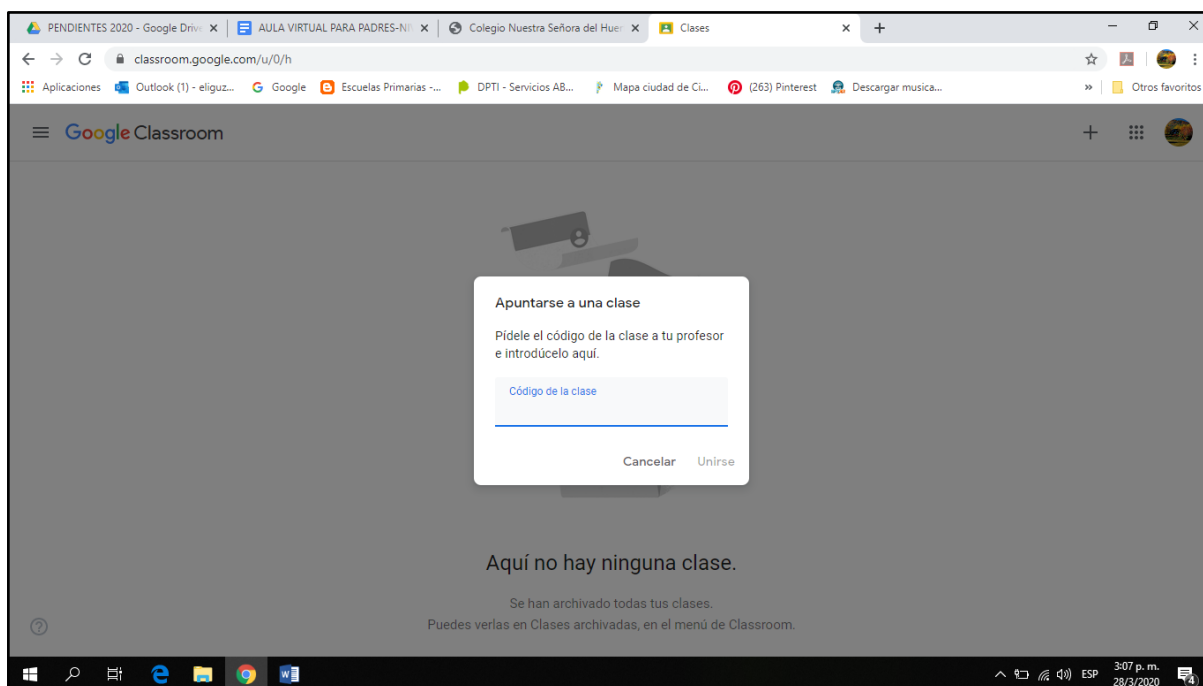 PENDIENTES 2020 - Google Drive
AULA VIRTUAL PARA PADRES-NI
Colegio Nuestra Señora del Huer
Clases
classroom.google.com/u/0/h
Aplicaciones
Outlook (1) - eliguz...
Google
Escuelas Primarias -...
DPTI - Servicios AB...
Mapa ciudad de Ci...
(263) Pinterest
Descargar musica...
»
Otros favoritos
Google Classroom
Apuntarse a una clase
Pídele el código de la clase a tu profesor
e introdúcelo aquí.
Código de la clase
Cancelar Unirse
Aquí no hay ninguna clase.
Se han archivado todas tus clases.
Puedes verlas en Clases archivadas, en el menú de Classroom.
ESP
3:07 p. m.
28/3/2020
4